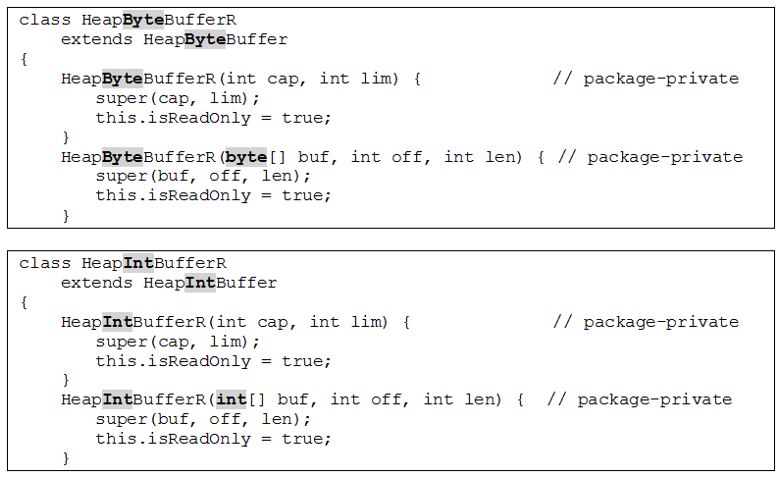 class HeapByteBufferR
    extends HeapByteBuffer
{
    HeapByteBufferR(int cap, int lim) {            // package-private
       super(cap, lim);
       this.isReadOnly = true;
    }
    HeapByteBufferR(byte[] buf, int off, int len) { // package-private
       super(buf, off, len);
       this.isReadOnly = true;
    }
class HeapIntBufferR
    extends HeapIntBuffer
{
    HeapIntBufferR(int cap, int lim) {             // package-private
       super(cap, lim);
       this.isReadOnly = true;
    }
    HeapIntBufferR(int[] buf, int off, int len) {  // package-private
       super(buf, off, len);
       this.isReadOnly = true;
    }